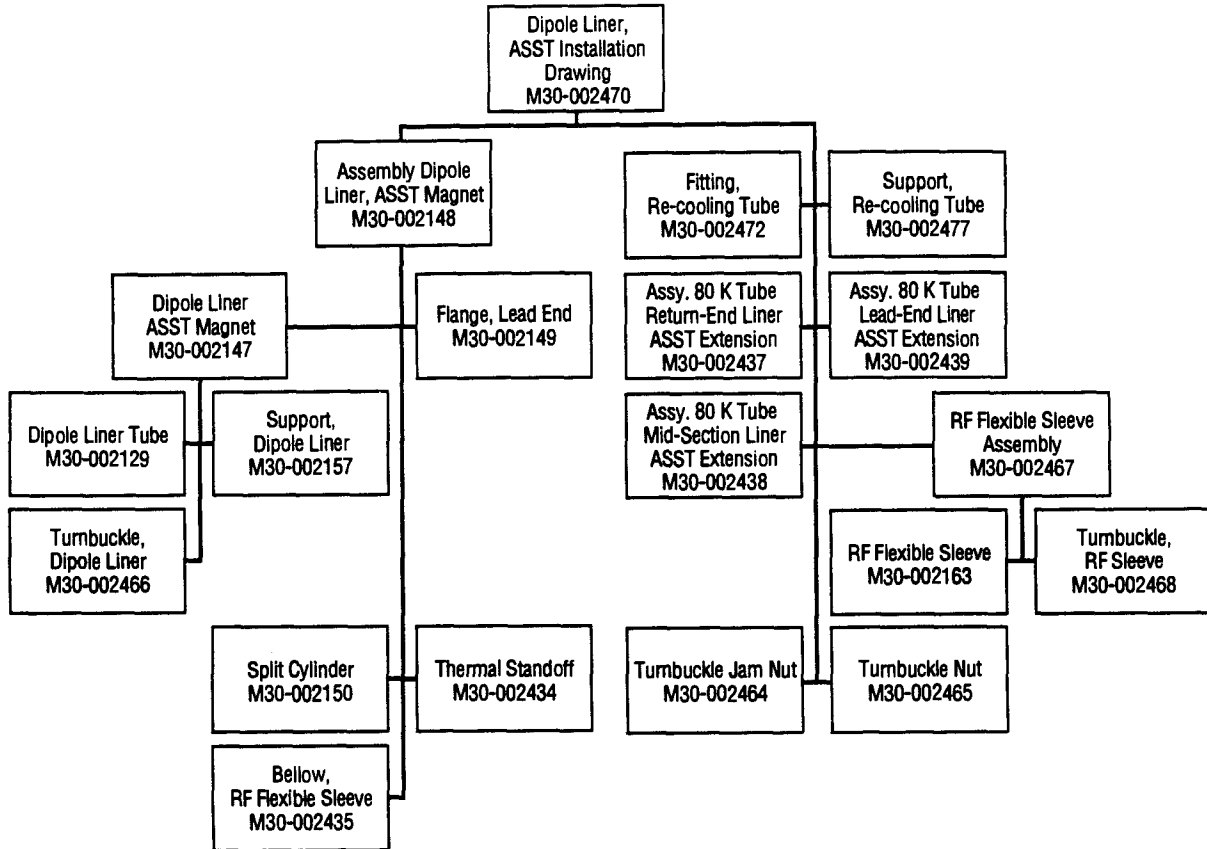 Dipole Liner,
ASST Installation
Drawing
M30-002470
Assembly Dipole
Liner, ASST Magnet
M30-002148
Fitting,
Re-cooling Tube
M30-002472
Support,
Re-cooling Tube
M30-002477
Dipole Liner
ASST Magnet
M30-002147
Flange, Lead End
M30-002149
Assy. 80 K Tube
Return-End Liner
ASST Extension
M30-002437
Assy. 80 K Tube
Lead-End Liner
ASST Extension
M30-002439
Dipole Liner Tube
M30-002129
Support,
Dipole Liner
M30-002157
Assy. 80 K Tube
Mid-Section Liner
ASST Extension
M30-002438
RF Flexible Sleeve
Assembly
M30-002467
Turnbuckle,
Dipole Liner
M30-002466
RF Flexible Sleeve
M30-002163
Turnbuckle,
RF Sleeve
M30-002468
Split Cylinder
M30-002150
Thermal Standoff
M30-002434
Turnbuckle Jam Nut
M30-002464
Turnbuckle Nut
M30-002465
Bellow,
RF Flexible Sleeve
M30-002435